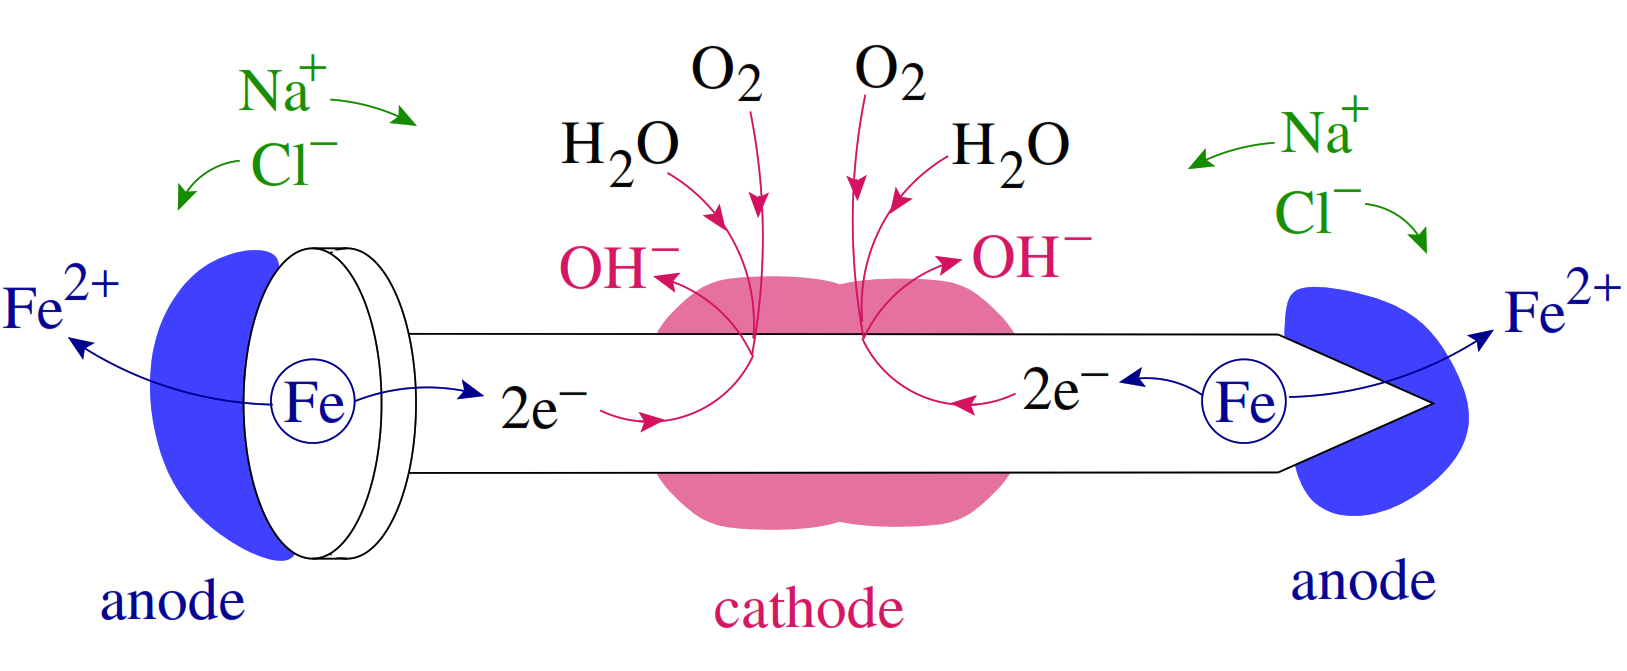 O₂
O₂
Na⁺
H₂O
H₂O
Na⁺
Cl⁻
Cl⁻
OH⁻
OH⁻
Fe²⁺
Fe²⁺
Fe
2e⁻
2e⁻
Fe
anode
cathode
anode